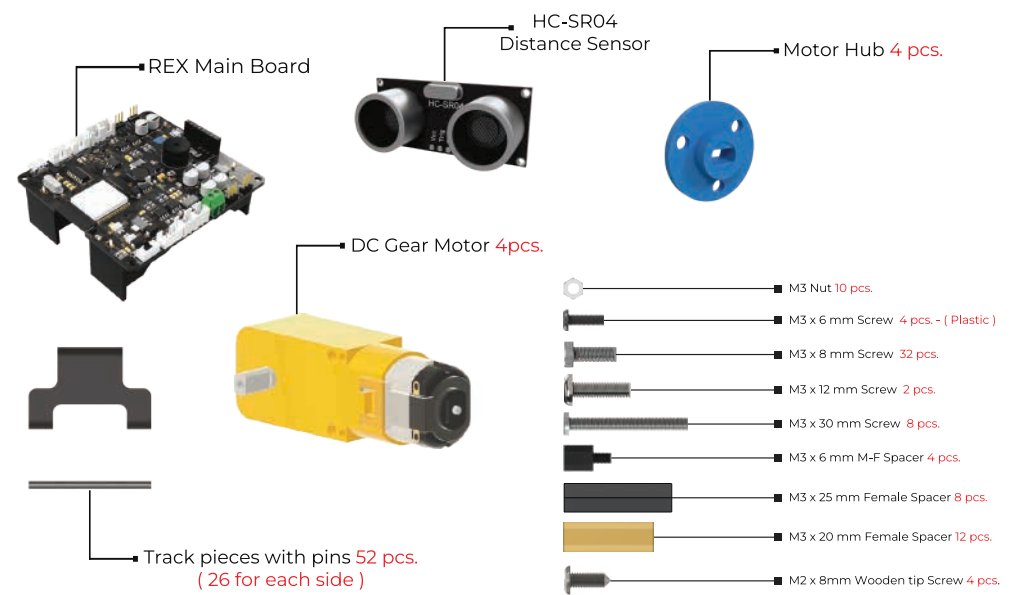 HC-SR04
Distance Sensor
REX Main Board
Motor Hub 4 pcs.
HC-SR04
Vcc
Trig
DC Gear Motor 4pcs.
M3 Nut 10 pcs.
M3 x 6 mm Screw 4 pcs. - ( Plastic )
M3 x 8 mm Screw 32 pcs.
M3 x 12 mm Screw 2 pcs.
M3 x 30 mm Screw 8 pcs.
M3 x 6 mm M-F Spacer 4 pcs.
M3 x 25 mm Female Spacer 8 pcs.
M3 x 20 mm Female Spacer 12 pcs.
M2 x 8mm Wooden tip Screw 4 pcs.
Track pieces with pins 52 pcs.
( 26 for each side )